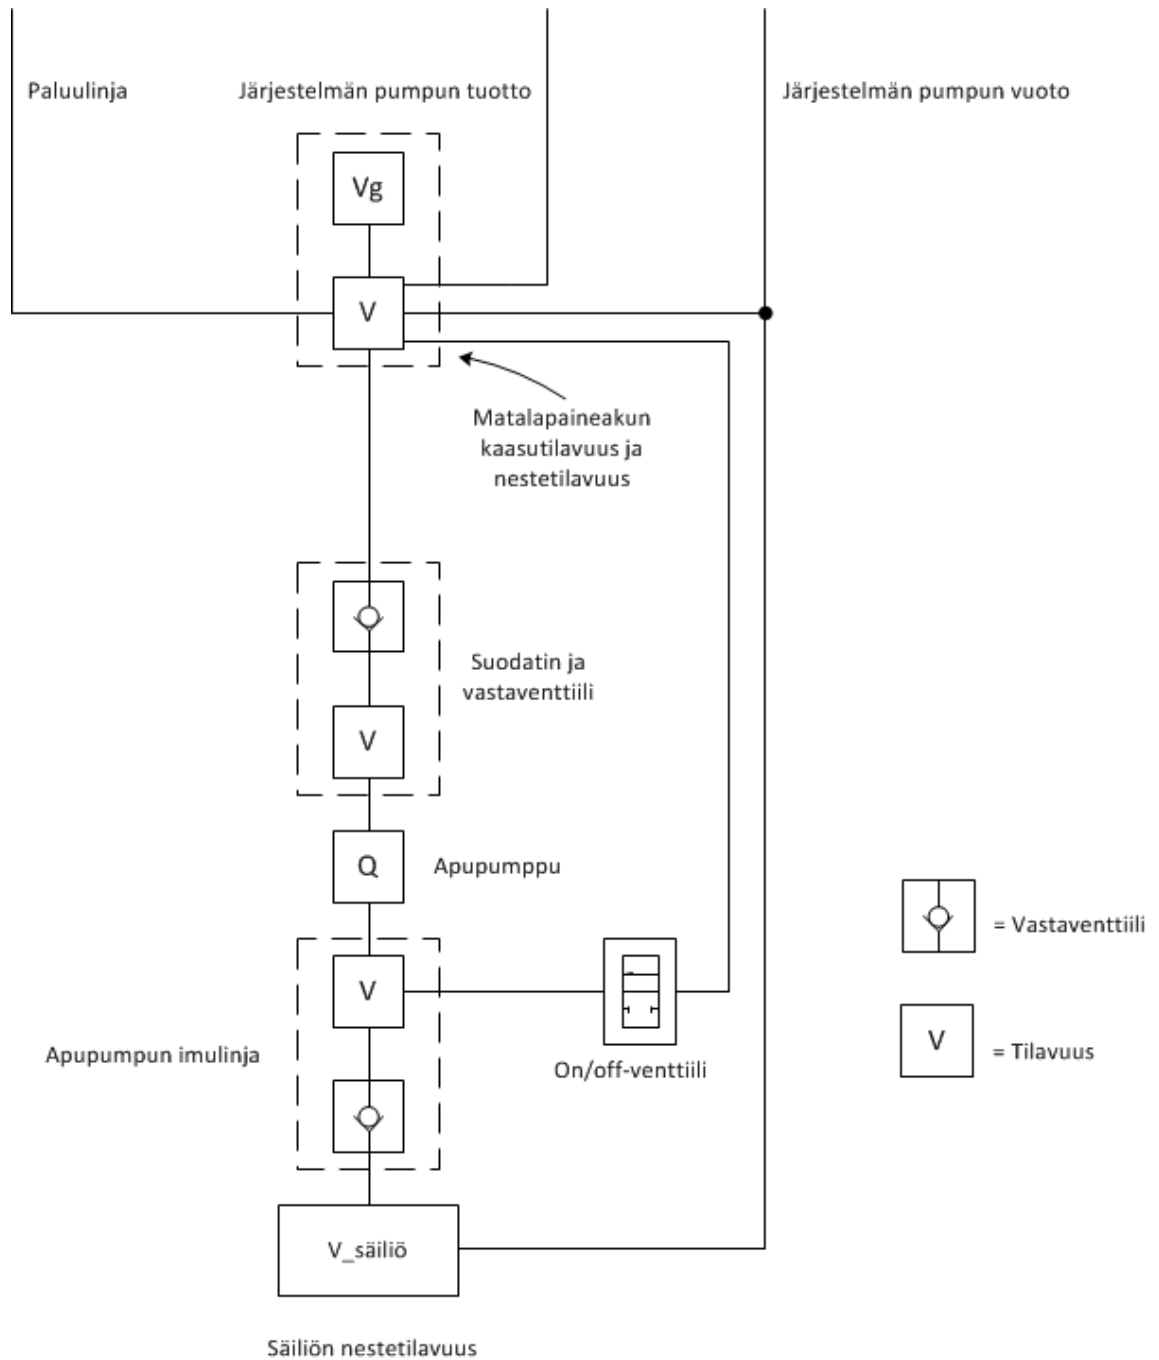 Paluulinja
Järjestelmän pumpun tuotto
Järjestelmän pumpun vuoto
Vg
V
Matalapaineakun
kaasutilavuus ja
nestetilavuus
Suodatin ja
vastaventtiili
V
Q
Apupumppu
= Vastaventtiili
V
Apupumpun imulinja
On/off-venttiili
V
= Tilavuus
V_säiliö
Säiliön nestetilavuus